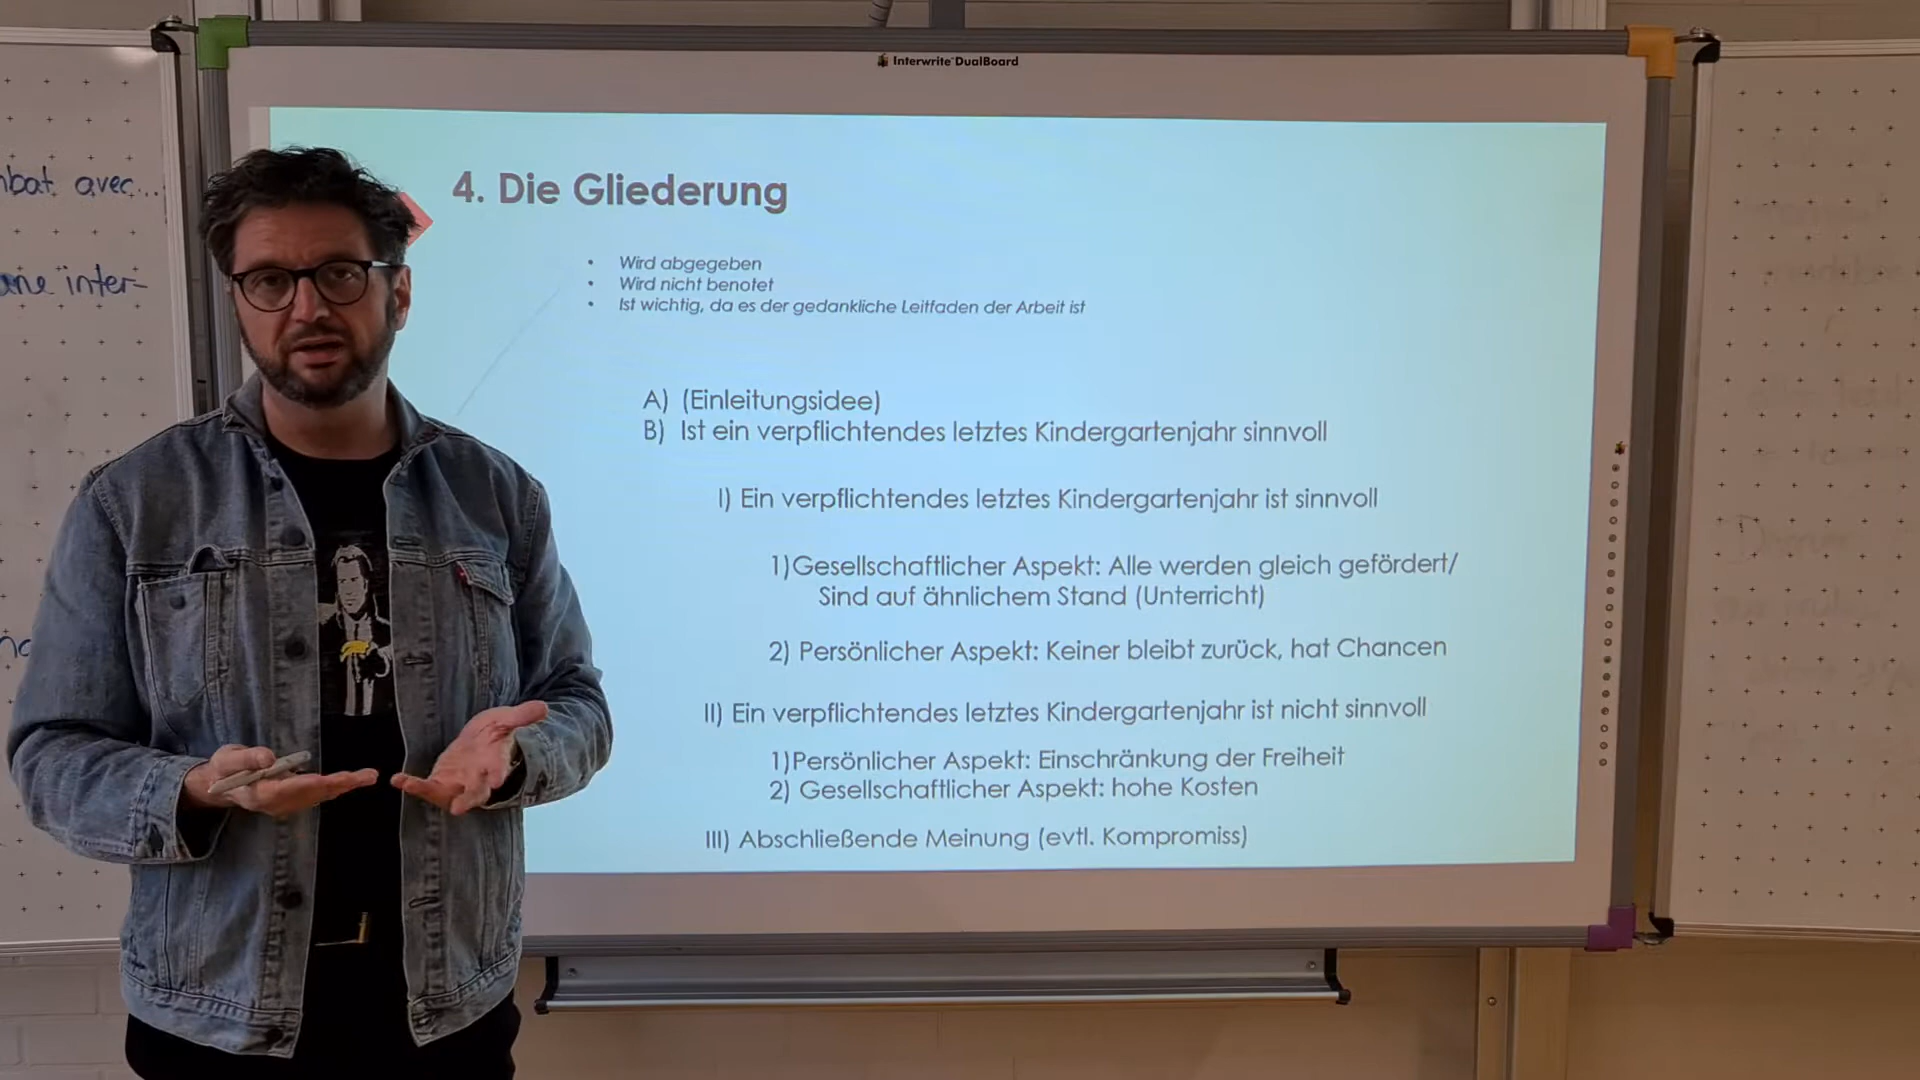 Interwrite DualBoard
4. Die Gliederung
• Wird abgegeben
• Wird nicht benotet
• Ist wichtig, da es der gedankliche Leitfaden der Arbeit ist
A) (Einleitungsidee)
B) Ist ein verpflichtendes letztes Kindergartenjahr sinnvoll
I) Ein verpflichtendes letztes Kindergartenjahr ist sinnvoll
1)Gesellschaftlicher Aspekt: Alle werden gleich gefördert/
Sind auf ähnlichem Stand (Unterricht)
2) Persönlicher Aspekt: Keiner bleibt zurück, hat Chancen
II) Ein verpflichtendes letztes Kindergartenjahr ist nicht sinnvoll
1)Persönlicher Aspekt: Einschränkung der Freiheit
2) Gesellschaftlicher Aspekt: hohe Kosten
III) Abschließende Meinung (evtl. Kompromiss)
avec...
inter-